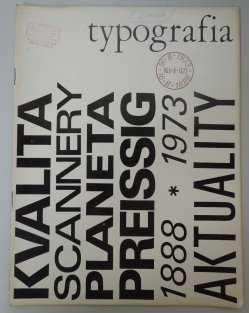 typografia
KVALITA
SCANNERY
PLANETA
PREISSIG
1888 * 1973
AKTUALITY